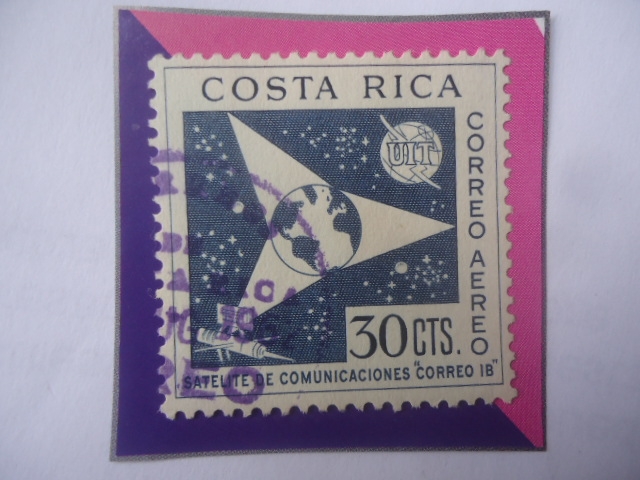 COSTA RICA
CORREO AEREO
UIT
30 CTS.
SATELITE DE COMUNICACIONES "CORREO IB"